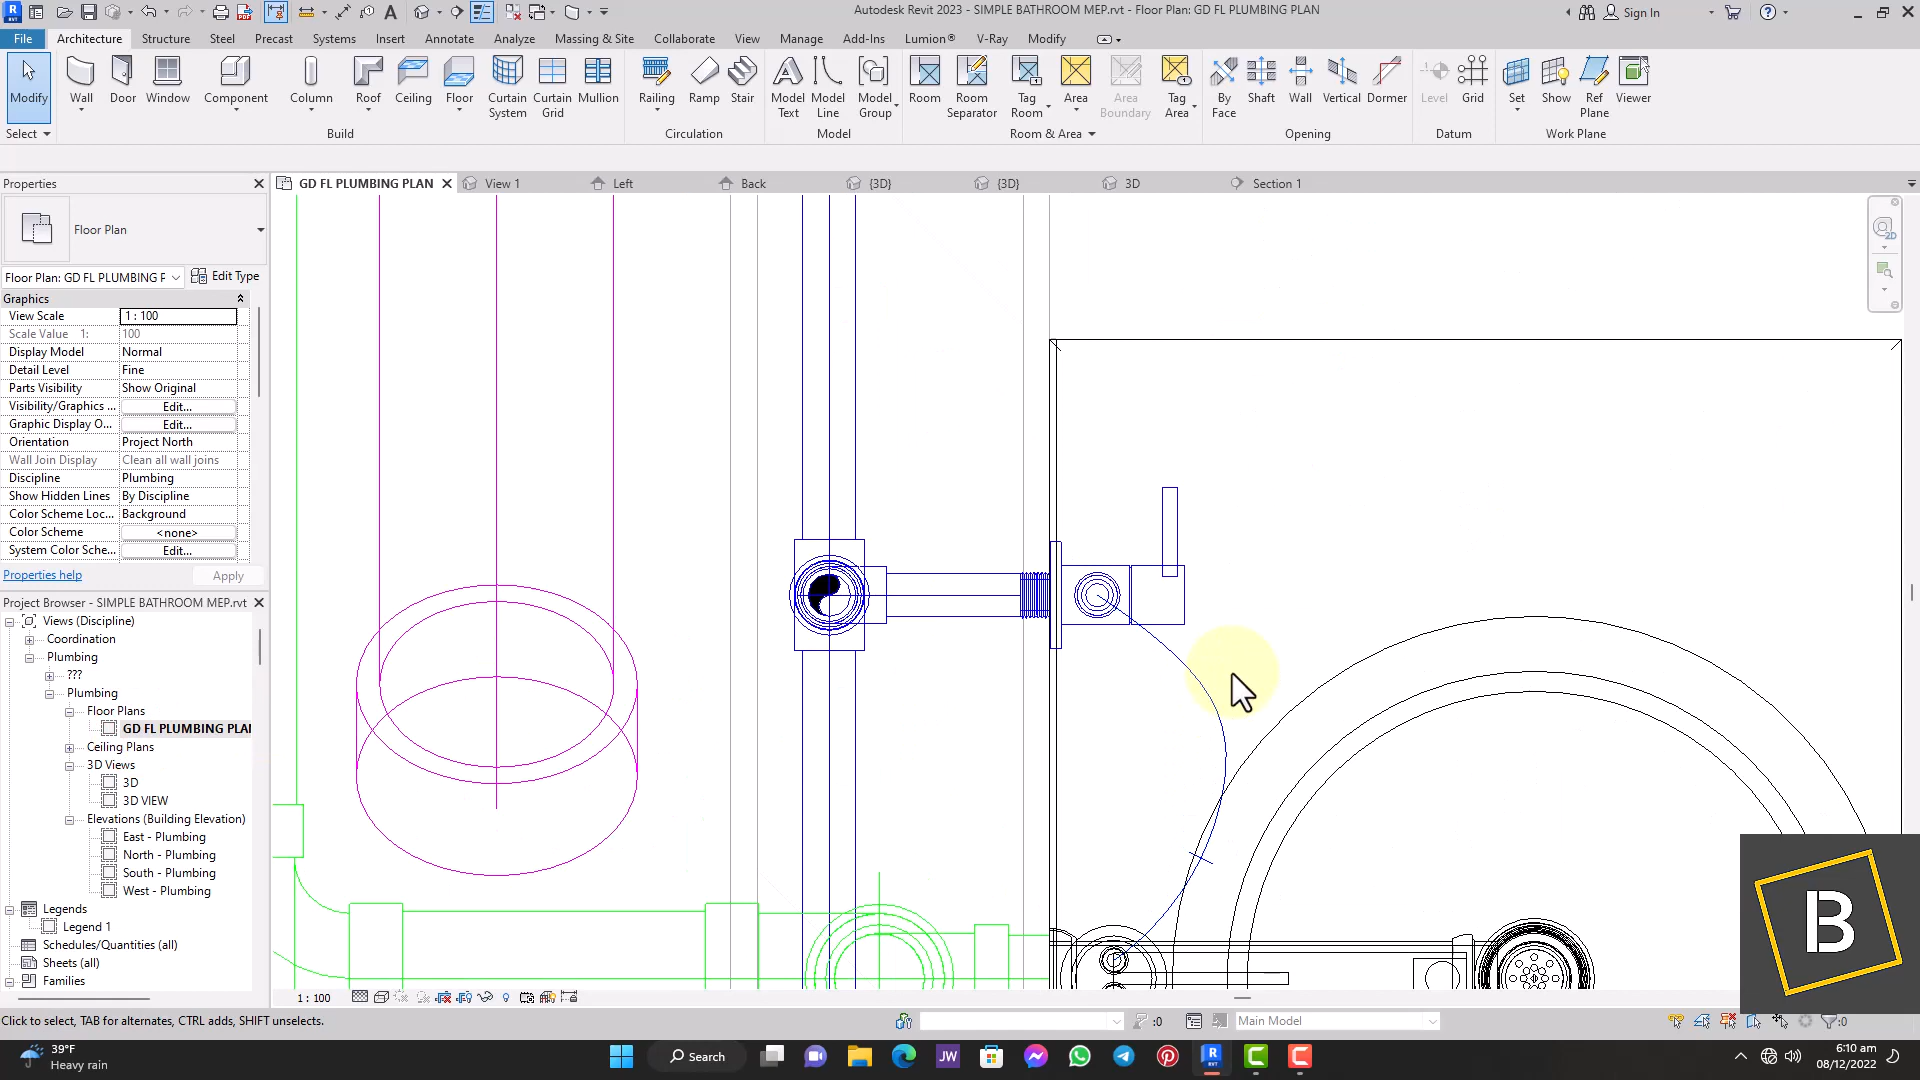 Autodesk Revit 2023 - SIMPLE BATHROOM MEP.rvt - Floor Plan: GD FL PLUMBING PLAN
Sign In
File Architecture Structure Steel Precast Systems Insert Annotate Analyze Massing & Site Collaborate View Manage Add-Ins Lumion® V-Ray Modify
Modify Wall Door Window Component Column Roof Ceiling Floor Curtain System Curtain Grid Mullion Railing Ramp Stair Model Text Model Line Model Group Room Room Separator Tag Room Area Area Boundary Tag Area By Face Shaft Wall Vertical Dormer Level Grid Set Show Ref Plane Viewer
Select Build Circulation Model Room & Area Opening Datum Work Plane
Properties
GD FL PLUMBING PLAN View 1 Left Back {3D} {3D} 3D Section 1
Floor Plan
Floor Plan: GD FL PLUMBING F Edit Type
Graphics
View Scale 1 : 100
Scale Value 1: 100
Display Model Normal
Detail Level Fine
Parts Visibility Show Original
Visibility/Graphics ... Edit...
Graphic Display O... Edit...
Orientation Project North
Wall Join Display Clean all wall joins
Discipline Plumbing
Show Hidden Lines By Discipline
Color Scheme Loc... Background
Color Scheme <none>
System Color Sche... Edit...
Properties help Apply
Project Browser - SIMPLE BATHROOM MEP.rvt
Views (Discipline)
Coordination
Plumbing
???
Plumbing
Floor Plans
GD FL PLUMBING PLAI
Ceiling Plans
3D Views
3D
3D VIEW
Elevations (Building Elevation)
East - Plumbing
North - Plumbing
South - Plumbing
West - Plumbing
Legends
Legend 1
Schedules/Quantities (all)
Sheets (all)
Families
2D
B
1 : 100
Click to select, TAB for alternates, CTRL adds, SHIFT unselects.
:0 Main Model :0
39°F
Heavy rain
Search
JW
R
RVT
6:10 am
08/12/2022